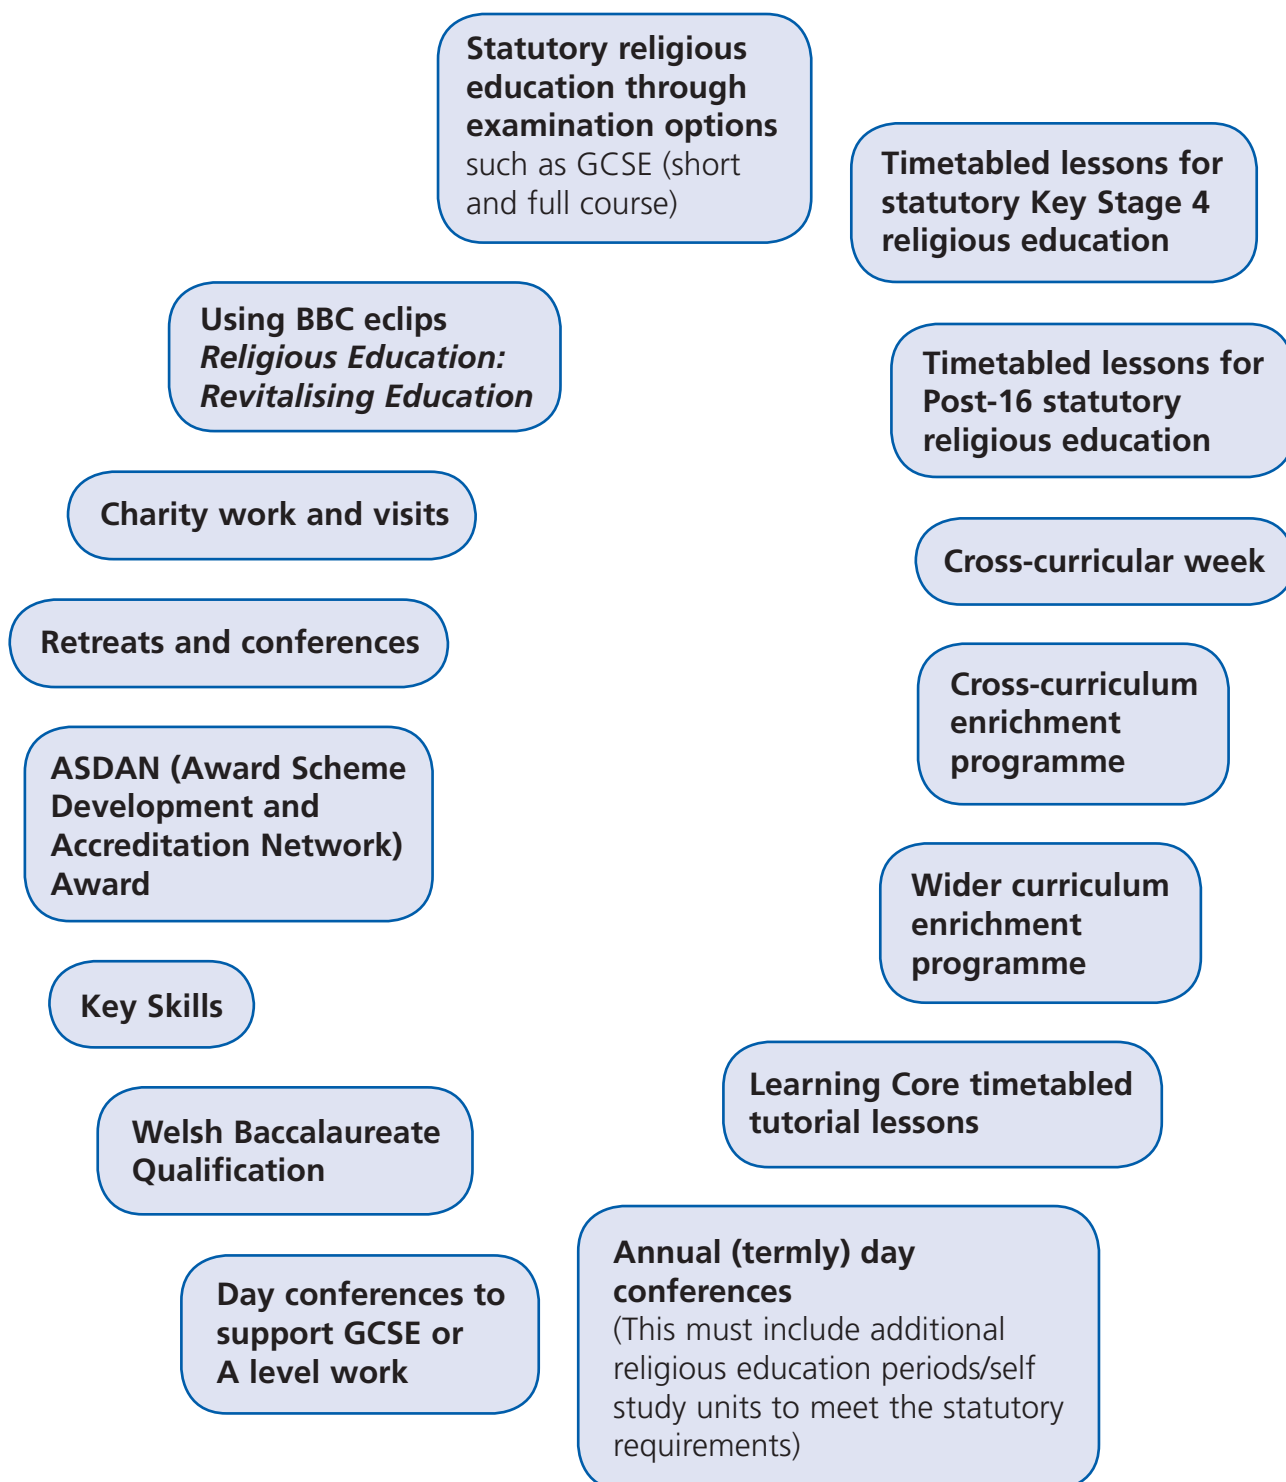 Statutory religious
education through
examination options
such as GCSE (short
and full course)
Timetabled lessons for
statutory Key Stage 4
religious education
Using BBC eclips
Religious Education:
Revitalising Education
Timetabled lessons for
Post-16 statutory
religious education
Charity work and visits
Cross-curricular week
Retreats and conferences
Cross-curriculum
enrichment
programme
ASDAN (Award Scheme
Development and
Accreditation Network)
Award
Wider curriculum
enrichment
programme
Key Skills
Learning Core timetabled
tutorial lessons
Welsh Baccalaureate
Qualification
Annual (termly) day
conferences
(This must include additional
religious education periods/self
study units to meet the statutory
requirements)
Day conferences to
support GCSE or
A level work